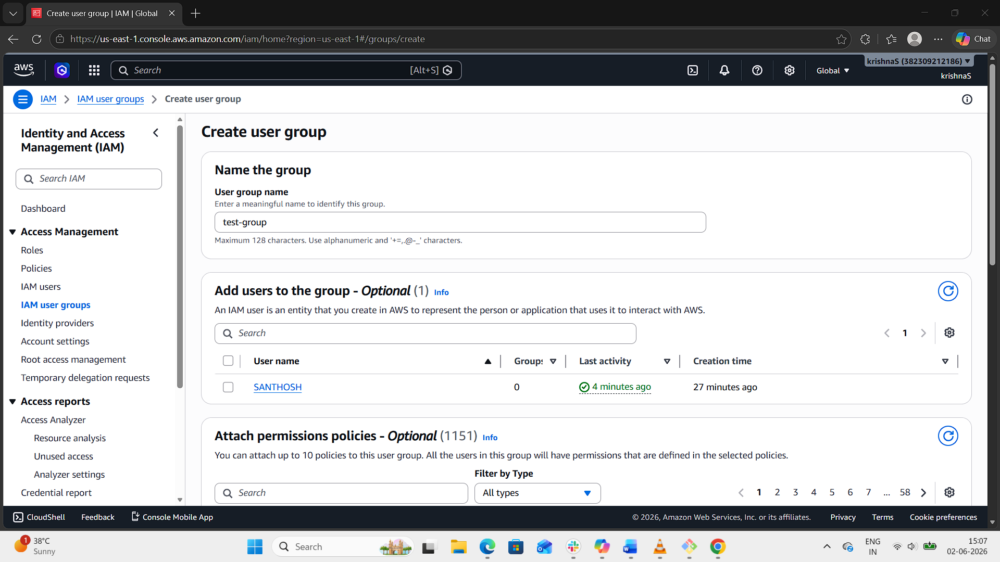 Create user group | IAM | Global
https://us-east-1.console.aws.amazon.com/iam/home?region=us-east-1#/groups/create
Chat
aws
Search
[Alt+S]
Global
krishnaS (382309212186)
krishnaS
IAM
IAM user groups
Create user group
Identity and Access
Management (IAM)
Search IAM
Dashboard
Access Management
Roles
Policies
IAM users
IAM user groups
Identity providers
Account settings
Root access management
Temporary delegation requests
Access reports
Access Analyzer
Resource analysis
Unused access
Analyzer settings
Credential report
Create user group
Name the group
User group name
Enter a meaningful name to identify this group.
test-group
Maximum 128 characters. Use alphanumeric and '+=,.@-_' characters.
Add users to the group - Optional (1) Info
An IAM user is an entity that you create in AWS to represent the person or application that uses it to interact with AWS.
Search
1
User name
Groups
Last activity
Creation time
SANTHOSH
0
4 minutes ago
27 minutes ago
Attach permissions policies - Optional (1151) Info
You can attach up to 10 policies to this user group. All the users in this group will have permissions that are defined in the selected policies.
Filter by Type
Search
All types
1 2 3 4 5 6 7 ... 58
CloudShell
Feedback
Console Mobile App
© 2026, Amazon Web Services, Inc. or its affiliates.
Privacy
Terms
Cookie preferences
1
38°C
Sunny
Search
ENG
IN
15:07
02-06-2026